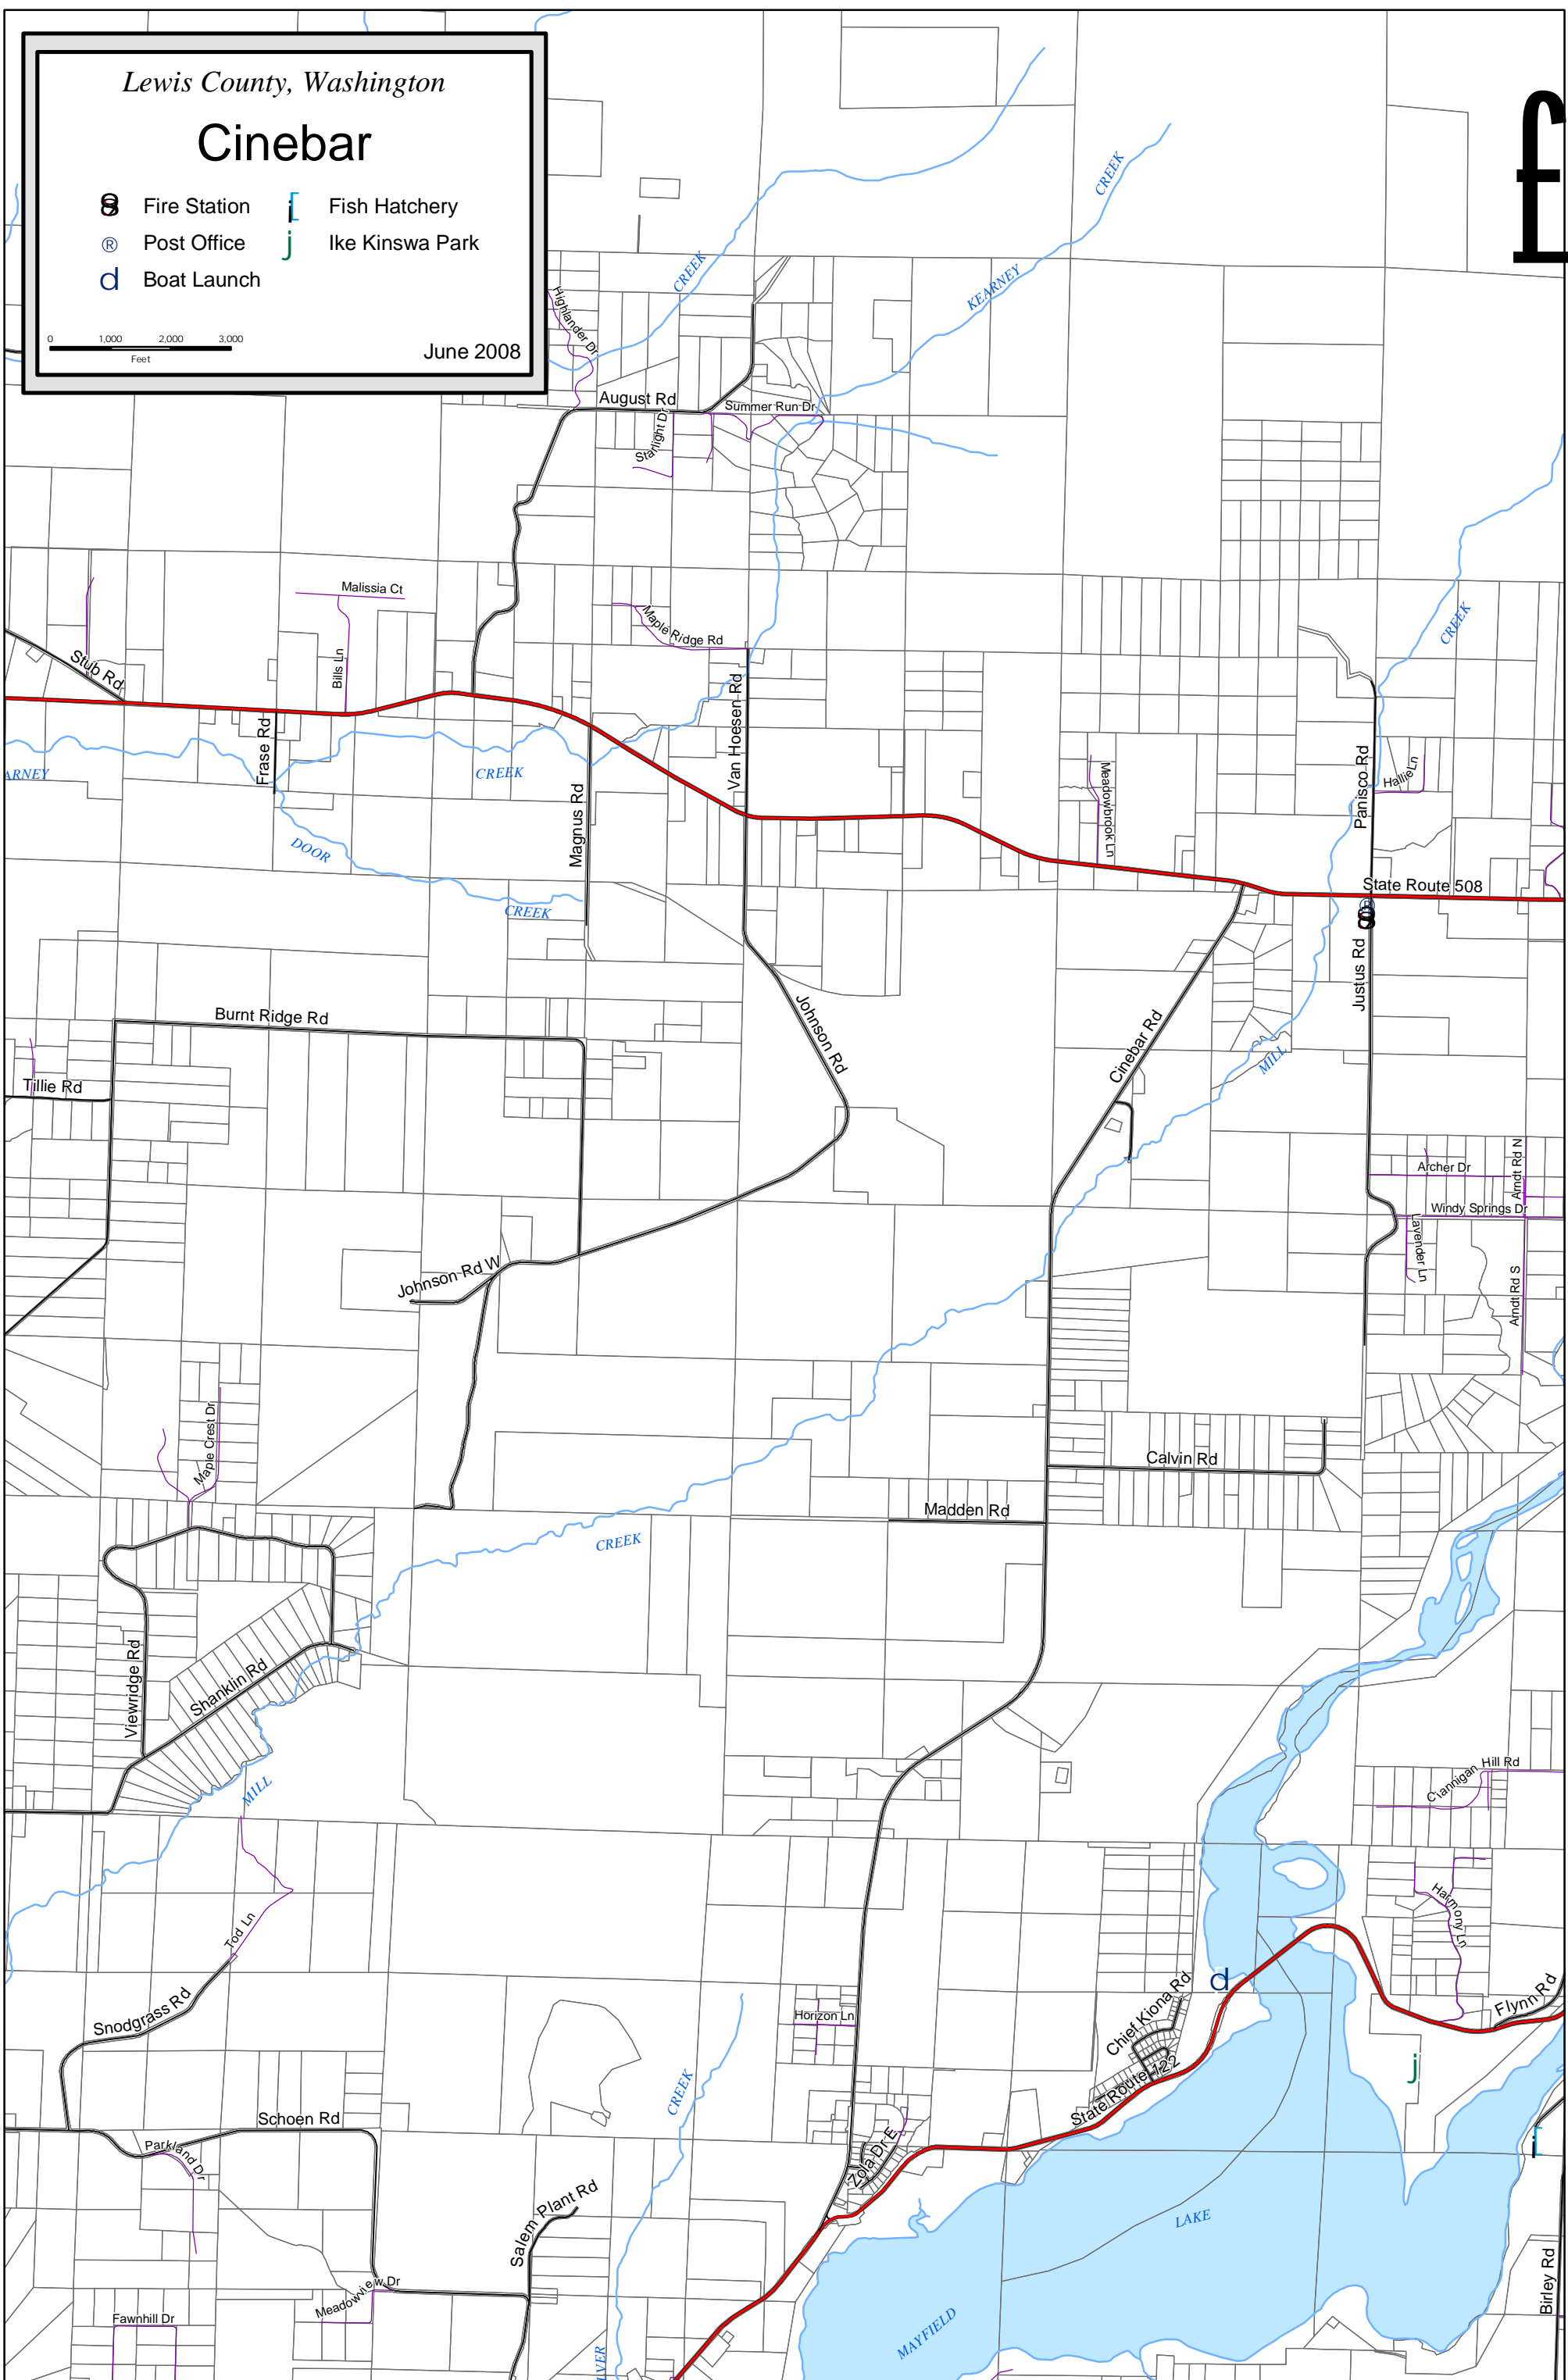 Lewis County, Washington
Cinebar
Fire Station
Fish Hatchery
® Post Office
j Ike Kinswa Park
d Boat Launch
0 1,000 2,000 3,000
Feet
June 2008
£
CREEK
CREEK
KEARNEY
Highlander Dr
August Rd
Summer Run Dr
Starlight Dr
Malissia Ct
Bills Ln
Maple Ridge Rd
CREEK
Stub Rd
Frase Rd
Van Hoesen Rd
ARNEY
CREEK
Magnus Rd
Meadowbrook Ln
Panisco Rd
Hallie Ln
DOOR
CREEK
State Route 508
®
Justus Rd
Burnt Ridge Rd
Johnson Rd
Cinebar Rd
MILL
Tillie Rd
Archer Dr
Arndt Rd N
Windy Springs Dr
Lavender Ln
Arndt Rd S
Johnson Rd W
Maple Crest Dr
Calvin Rd
Madden Rd
CREEK
Viewridge Rd
Shanklin Rd
MILL
Clannigan Hill Rd
Tod Ln
Harmony Ln
Snodgrass Rd
Horizon Ln
Chief Kiona Rd
d
Flynn Rd
State Route 122
j
CREEK
Schoen Rd
Parkland Dr
Zola Dr E
Salem Plant Rd
LAKE
Meadowview Dr
Fawnhill Dr
MAYFIELD
Birley Rd
LVER